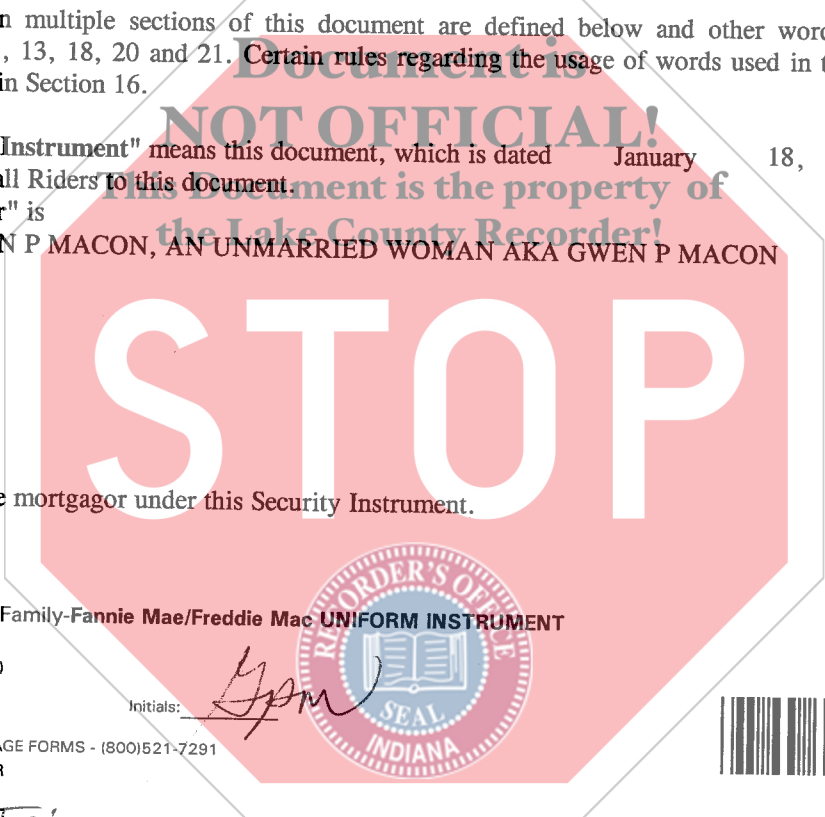 n multiple sections of this document are defined below and other word
, 13, 18, 20 and 21. Certain rules regarding the usage of words used in t
in Section 16.
Document is
NOT OFFICIAL!
Instrument" means this document, which is dated January 18,
This Document is the property of
all Riders to this document.
r" is
the Lake County Recorder!
N P MACON, AN UNMARRIED WOMAN AKA GWEN P MACON
STOP
e mortgagor under this Security Instrument.
RECORDER'S OFFICE
Family-Fannie Mae/Freddie Mac UNIFORM INSTRUMENT
)
Initials: GPM
SEAL
INDIANA
AGE FORMS - (800)521-7291
R